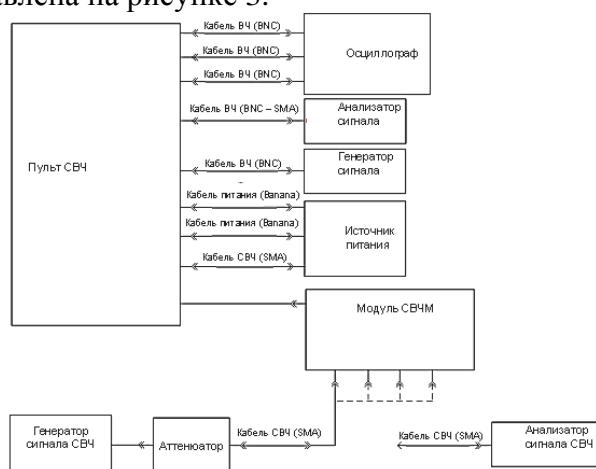 авлена на рисунке 3.
Кабель ВЧ (BNC)
Кабель ВЧ (BNC)
Кабель ВЧ (BNC)
Осциллограф
Кабель ВЧ (BNC – SMA)
Анализатор
сигнала
Пульт СВЧ
Кабель ВЧ (BNC)
Генератор
сигнала
Кабель питания (Banana)
Кабель питания (Banana)
Кабель СВЧ (SMA)
Источник
питания
Модуль СВЧМ
Генератор
сигнала СВЧ
Аттенюатор
Кабель СВЧ (SMA)
Кабель СВЧ (SMA)
Анализатор
сигнала СВЧ